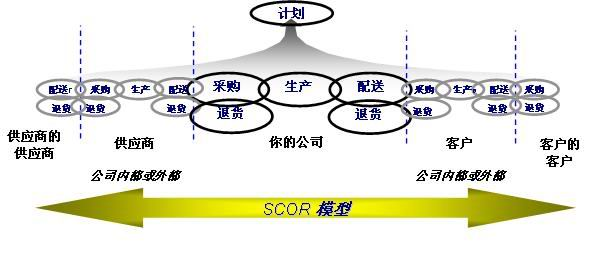 计划
配送r 采购 生产 配送 采购 生产 配送 采购 生产e 配送 采购
退货 退货 退货 退货 退货 退货 退货 退货
供应商的
供应商
供应商
你的公司
客户
客户的
客户
公司内部或外部
公司内部或外部
SCOR 模型